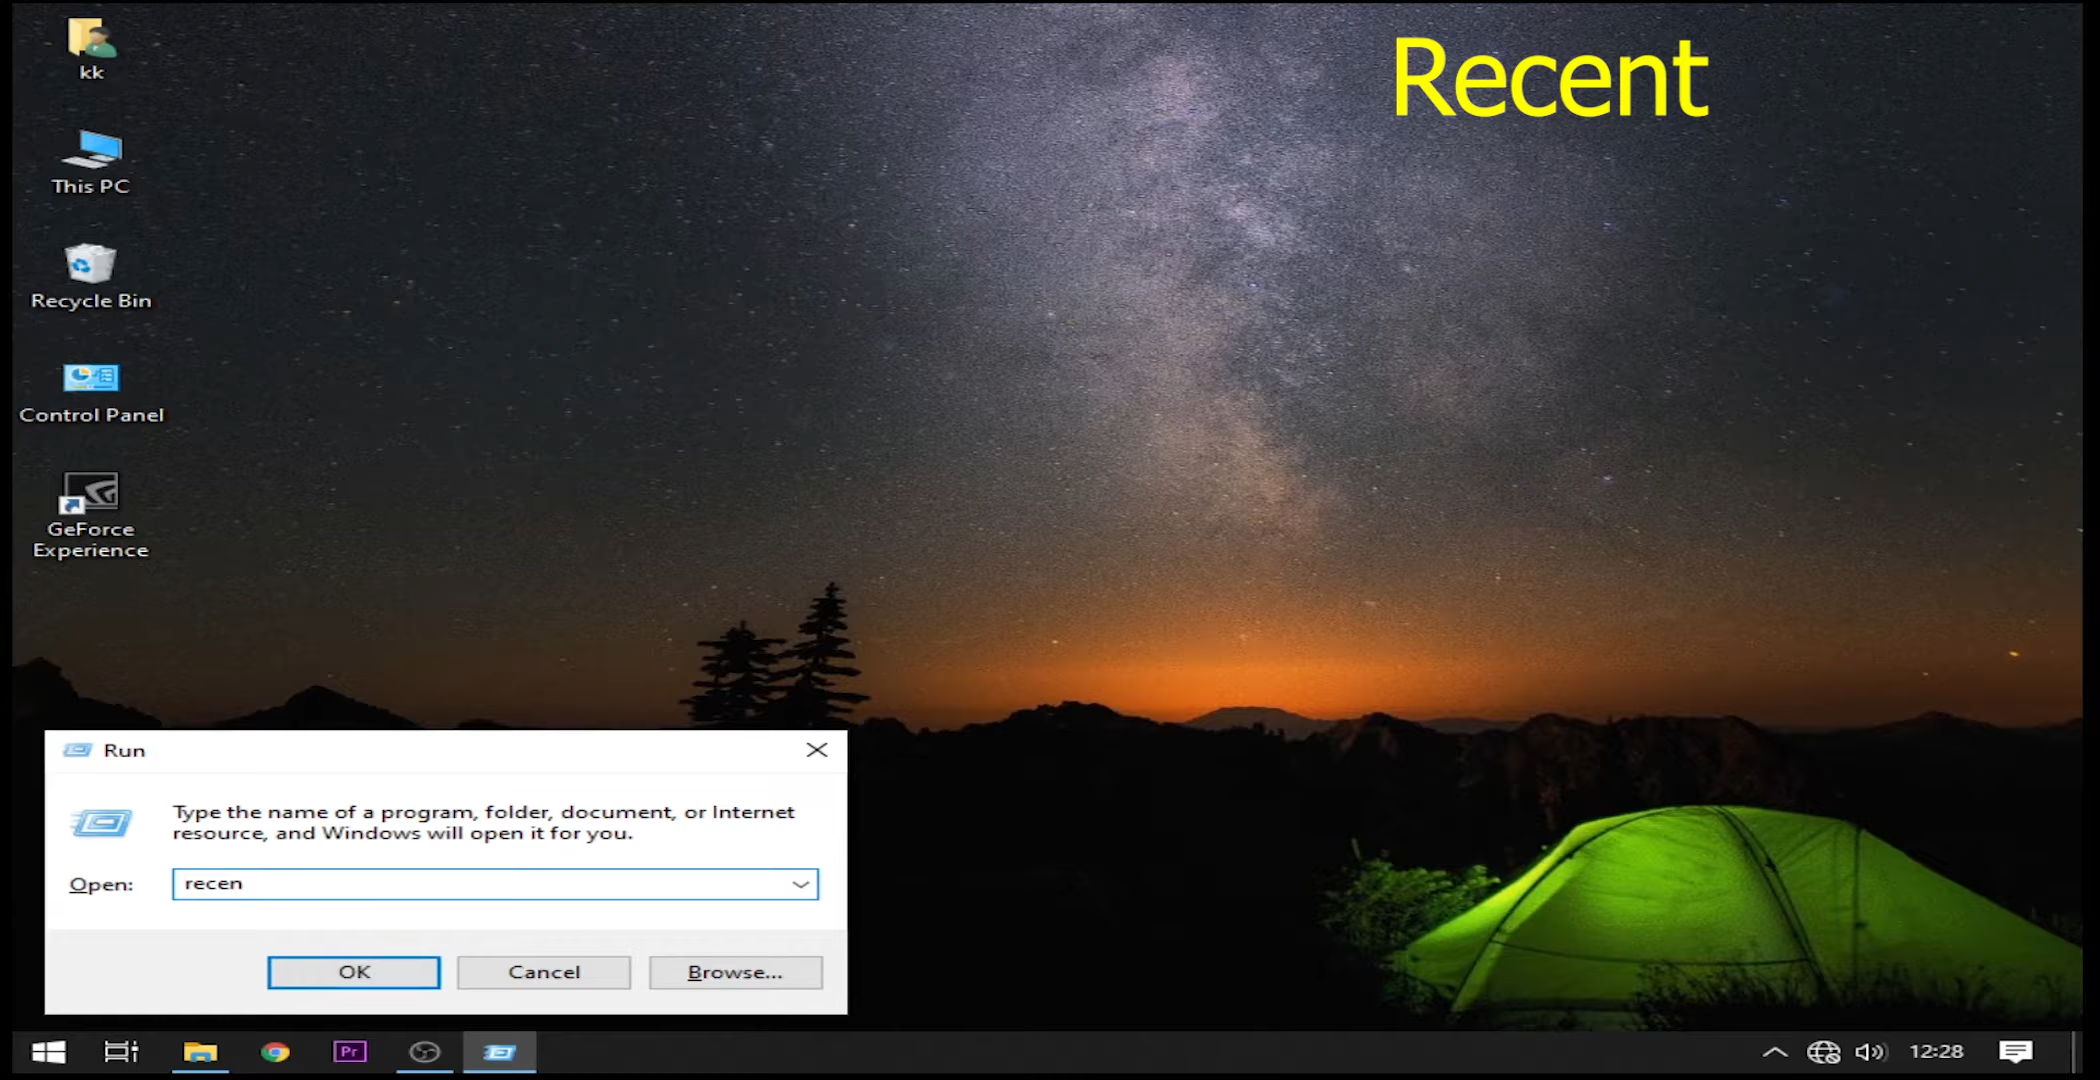 Recent
kk
This PC
Recycle Bin
Control Panel
GeForce
Experience
Run
Type the name of a program, folder, document, or Internet
resource, and Windows will open it for you.
Open:
recen
OK
Cancel
Browse...
Pr
12:28